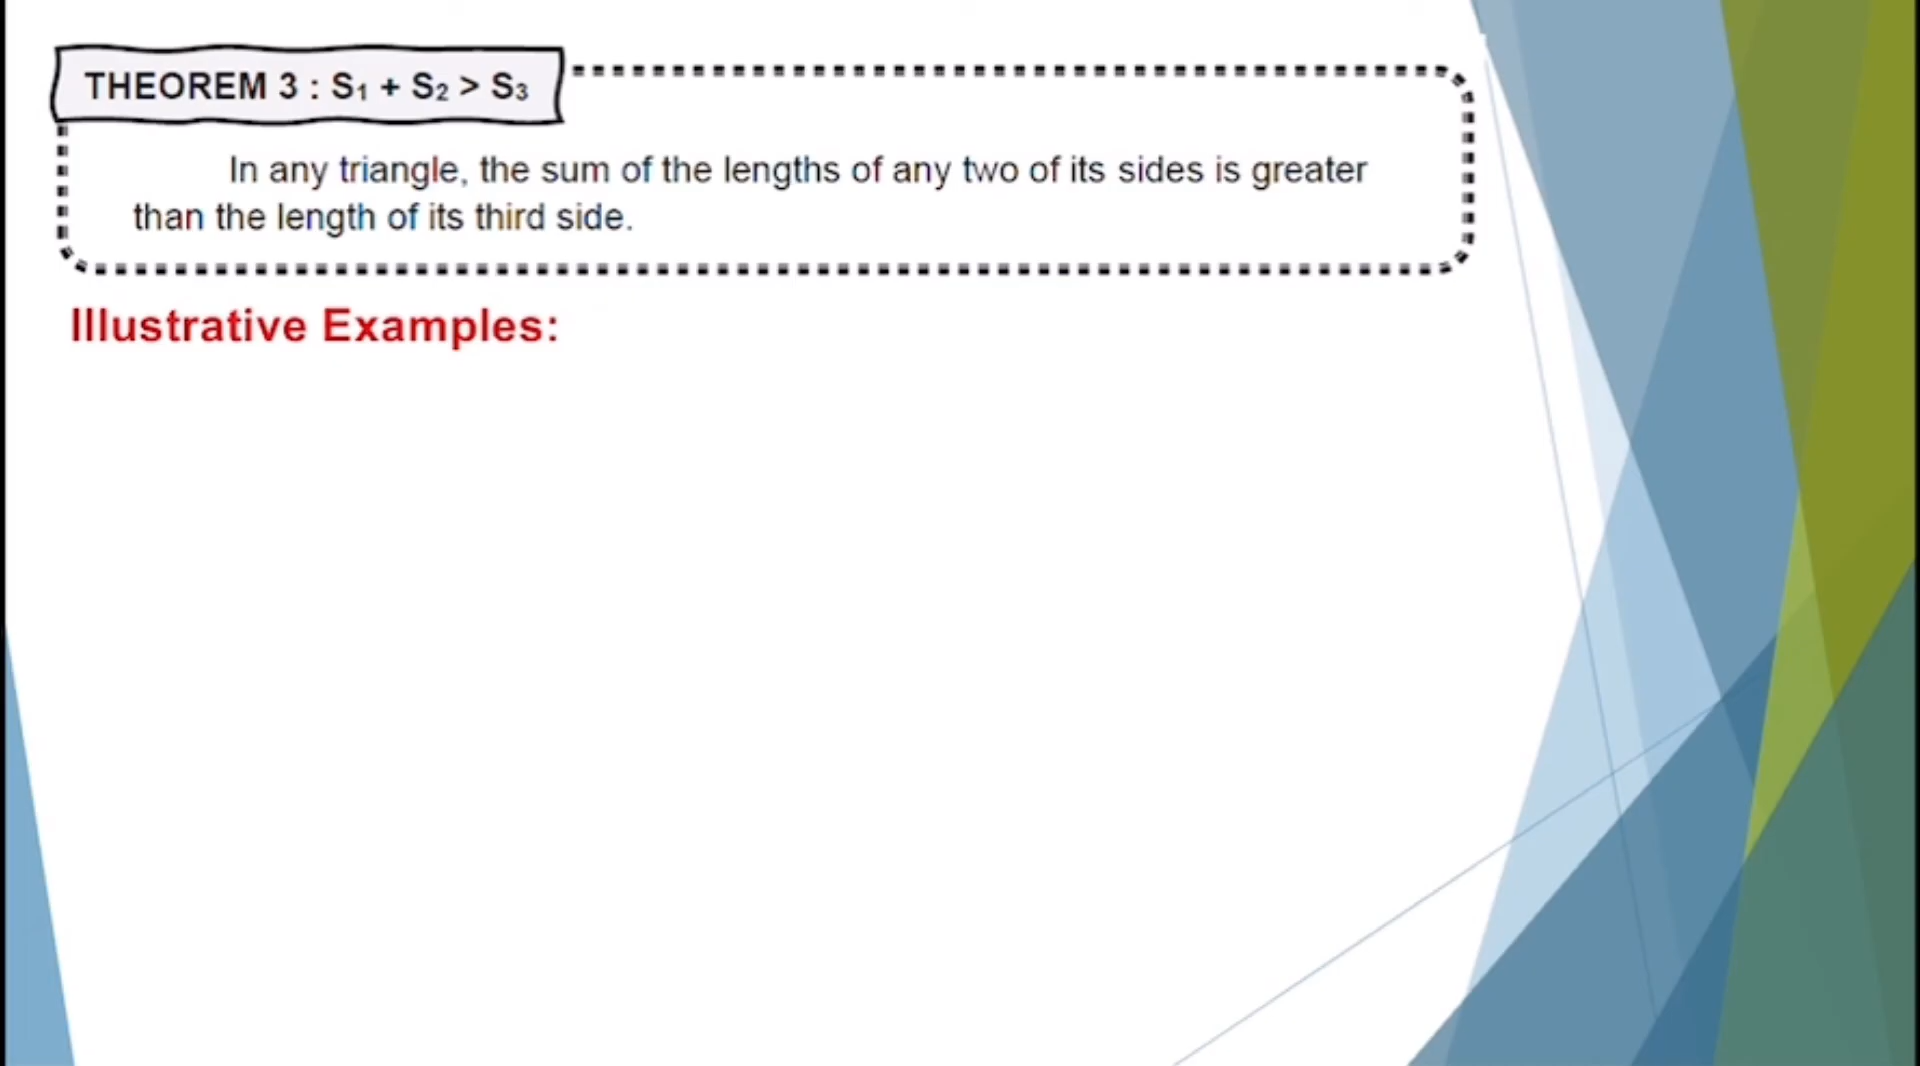 THEOREM 3 : S₁ + S₂ > S₃
In any triangle, the sum of the lengths of any two of its sides is greater
than the length of its third side.
Illustrative Examples: